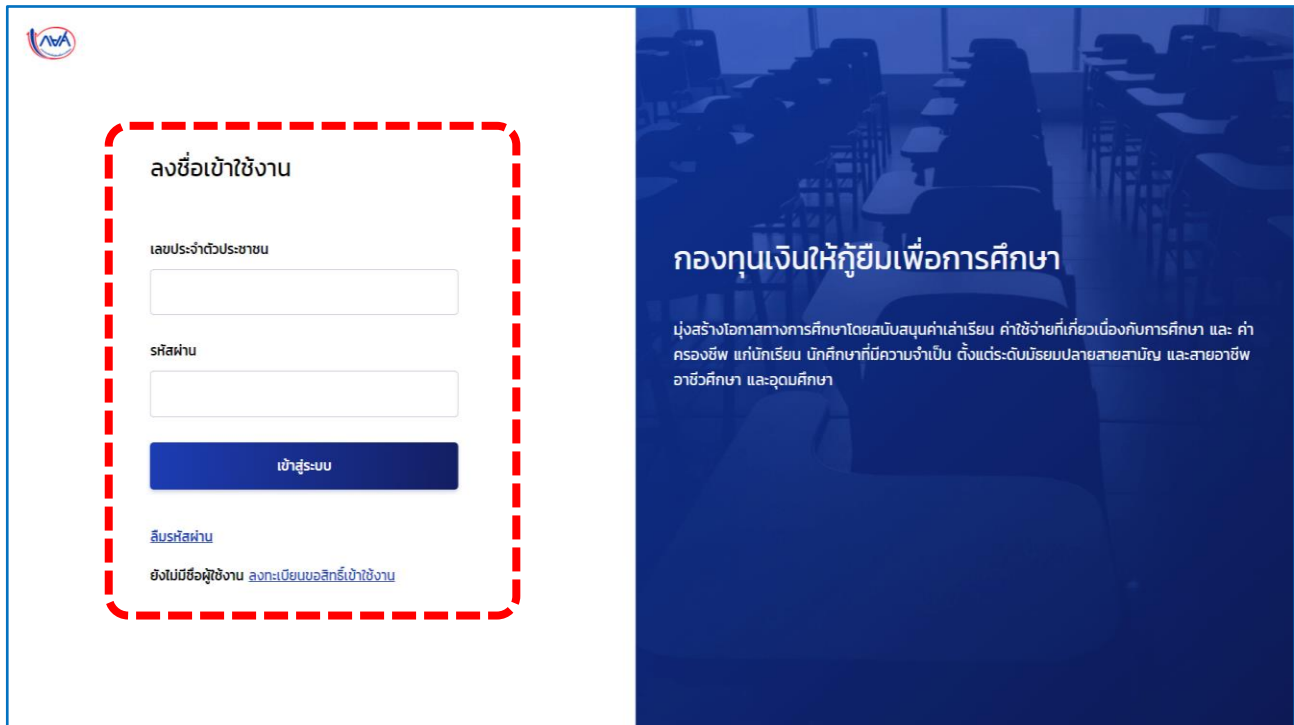 กยศ
ลงชื่อเข้าใช้งาน
เลขประจำตัวประชาชน
รหัสผ่าน
เข้าสู่ระบบ
ลืมรหัสผ่าน
ยังไม่มีชื่อผู้ใช้งาน ลงทะเบียนขอสิทธิ์เข้าใช้งาน
กองทุนเงินให้กู้ยืมเพื่อการศึกษา
มุ่งสร้างโอกาสทางการศึกษาโดยสนับสนุนค่าเล่าเรียน ค่าใช้จ่ายที่เกี่ยวเนื่องกับการศึกษา และ ค่า
ครองชีพ แก่นักเรียน นักศึกษาที่มีความจำเป็น ตั้งแต่ระดับมัธยมปลายสายสามัญ และสายอาชีพ
อาชีวศึกษา และอุดมศึกษา